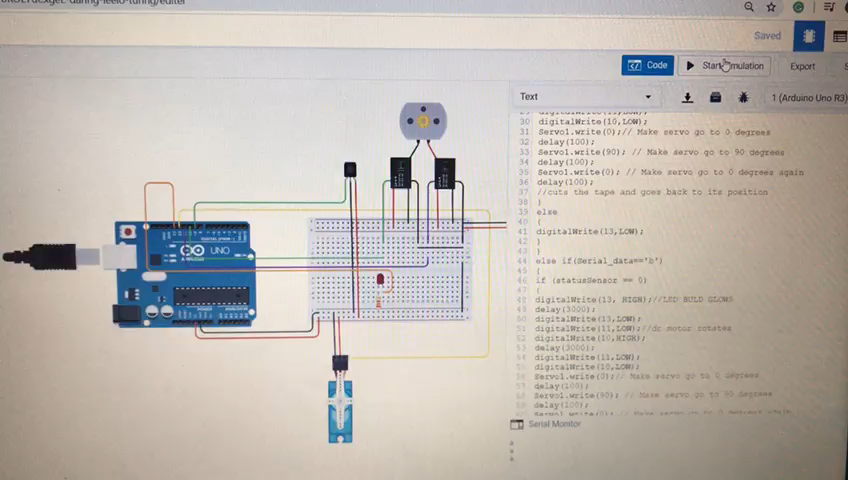 Saved
Code
Start Simulation
Export
Text
1 (Arduino Uno R3)
30 digitalWrite(10,LOW);
31 Servo1.write(0);// Make servo go to 0 degrees
32 delay(100);
33 Servo1.write(90); // Make servo go to 90 degrees
34 delay(100);
35 Servo1.write(0); // Make servo go to 0 degrees again
36 delay(100);
37 //cuts the tape and goes back to its position
38 }
39 else
40 {
41 digitalWrite(13,LOW);
42 }
43 }
44 else if(Serial_data=='b')
45 {
46 if (statusSensor == 0)
47 {
48 digitalWrite(13, HIGH);//LED BULD GLOWS
49 delay(3000);
50 digitalWrite(13,LOW);
51 digitalWrite(11,LOW);//dc motor rotates
52 digitalWrite(10,HIGH);
53 delay(3000);
54 digitalWrite(11,LOW);
55 digitalWrite(10,LOW);
56 Servo1.write(0);// Make servo go to 0 degrees
57 delay(100);
58 Servo1.write(90); // Make servo go to 90 degrees
59 delay(100);
Serial Monitor
UNO